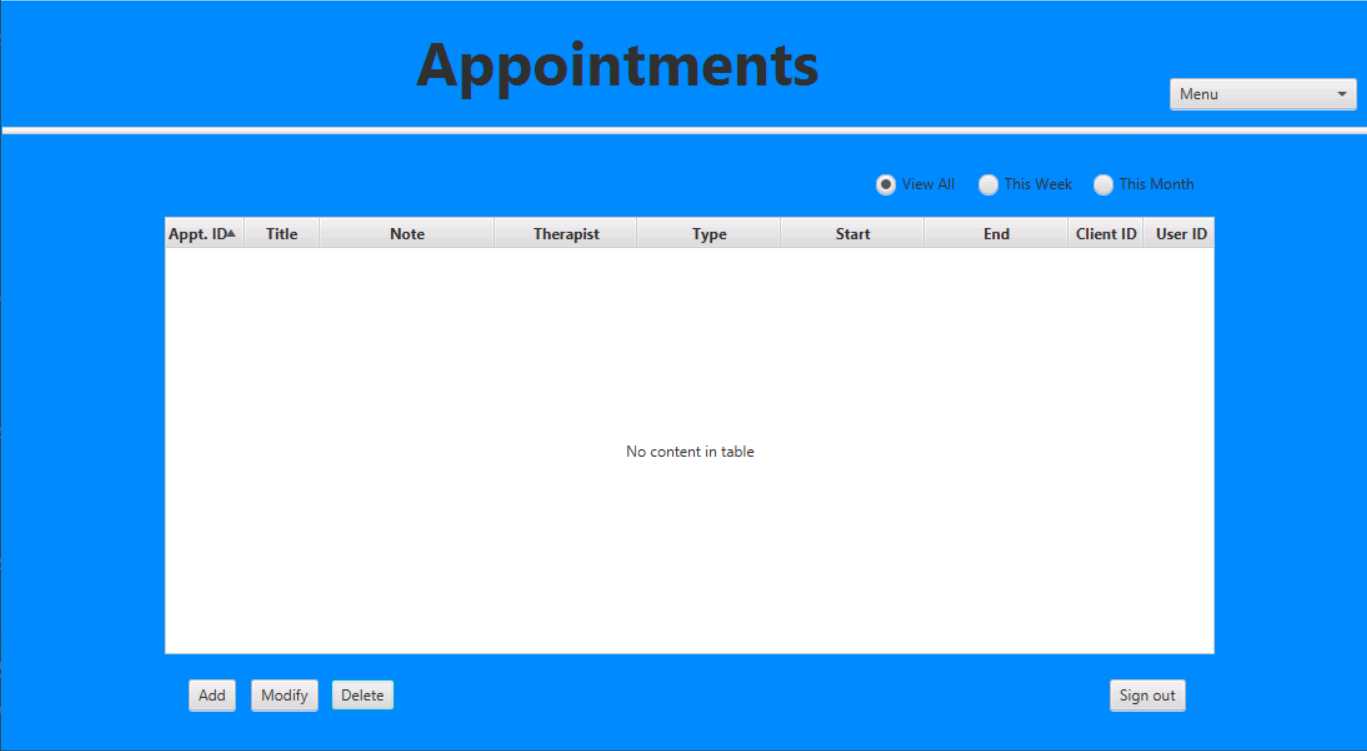 Appointments
Menu
View All This Week This Month
Appt. ID Title Note Therapist Type Start End Client ID User ID
No content in table
Add Modify Delete Sign out